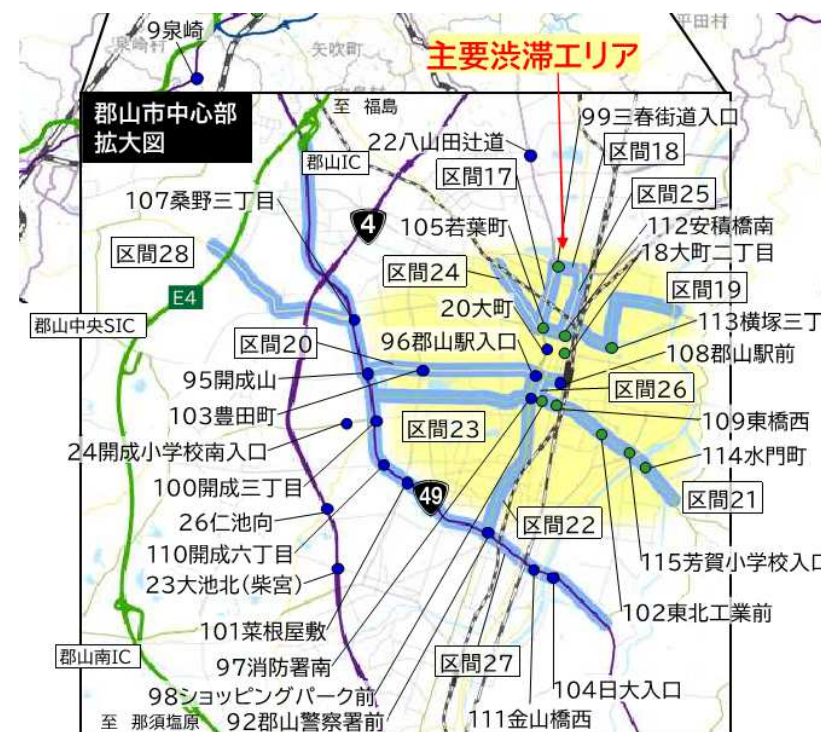 9泉崎
泉崎村
矢吹町
平田村
主要渋滞エリア
郡山市中心部
拡大図
至 福島
99三春街道入口
22八山田辻道
区間18
郡山IC
区間17
区間25
107桑野三丁目
4
105若葉町
112安積橋南
18大町二丁目
区間28
区間24
区間19
E4
20大町
郡山中央SIC
96郡山駅入口
113横塚三丁
区間20
108郡山駅前
95開成山
区間26
103豊田町
109東橋西
24開成小学校南入口
区間23
114水門町
100開成三丁目
49
区間21
26仁池向
区間22
110開成六丁目
115芳賀小学校入口
23大池北(柴宮)
102東北工業前
101菜根屋敷
郡山南IC
97消防署南
区間27
104日大入口
98ショッピングパーク前
至 那須塩原
92郡山警察署前
111金山橋西